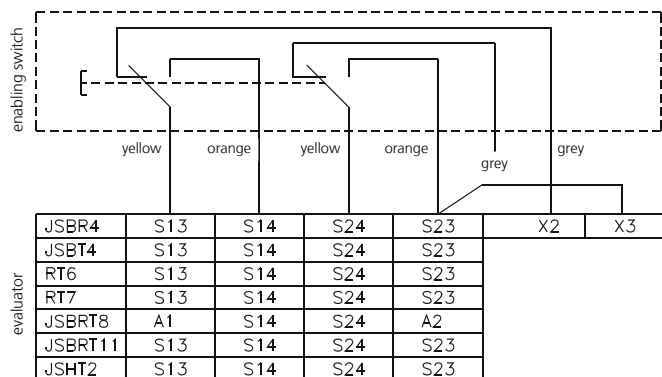 enabling switch
yellow orange yellow orange grey grey
evaluator
JSBR4 S13 S14 S24 S23 X2 X3
JSBT4 S13 S14 S24 S23
RT6 S13 S14 S24 S23
RT7 S13 S14 S24 S23
JSBRT8 A1 S14 S24 A2
JSBRT11 S13 S14 S24 S23
JSHT2 S13 S14 S24 S23